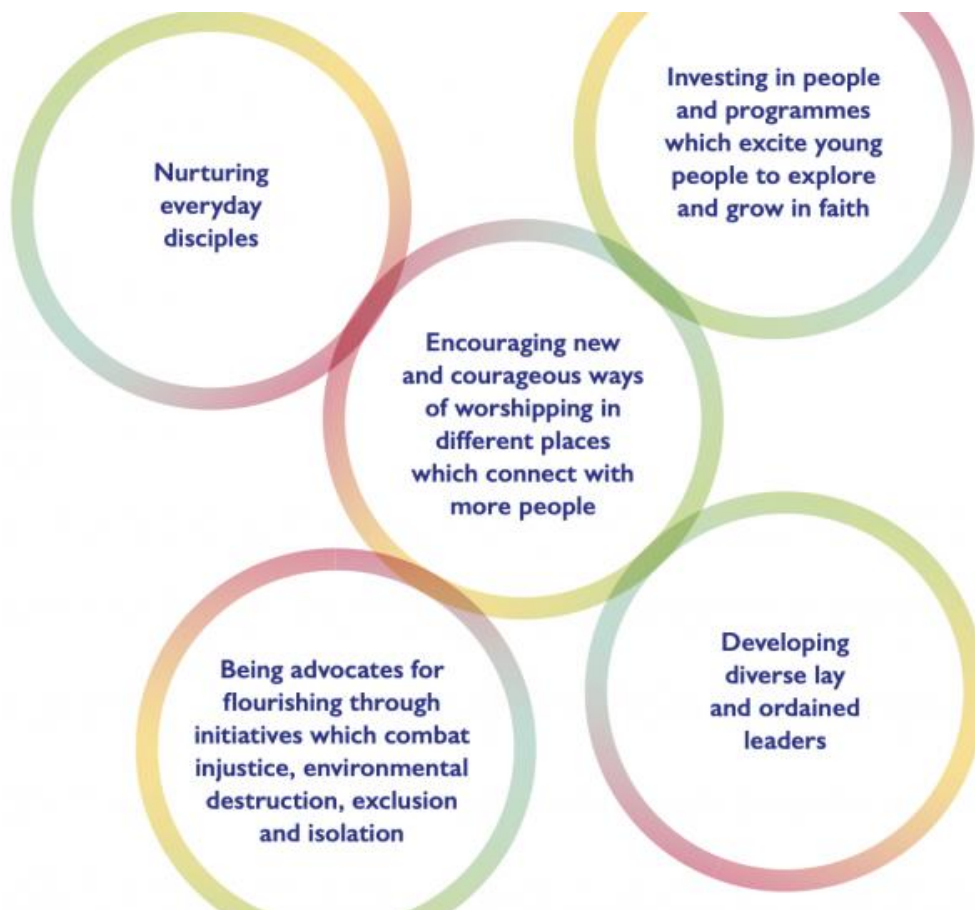 Nurturing
everyday
disciples
Investing in people
and programmes
which excite young
people to explore
and grow in faith
Encouraging new
and courageous ways
of worshipping in
different places
which connect with
more people
Being advocates for
flourishing through
initiatives which combat
injustice, environmental
destruction, exclusion
and isolation
Developing
diverse lay
and ordained
leaders